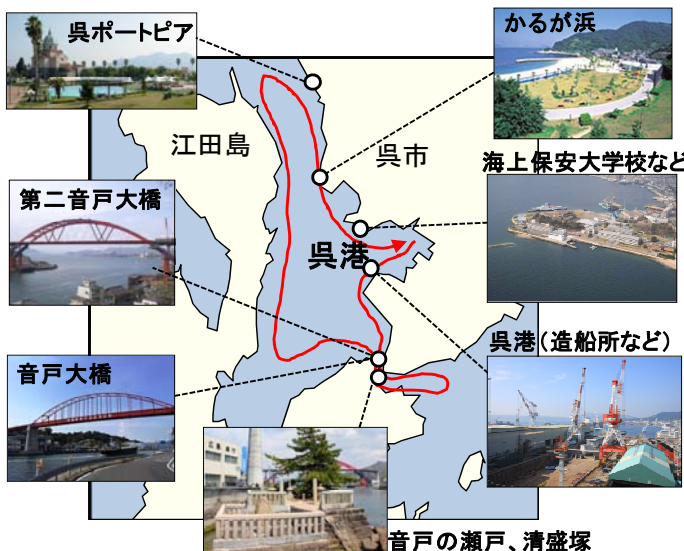 呉ポートピア
かるが浜
江田島
呉市
海上保安大学校など
第二音戸大橋
呉港
呉港（造船所など）
音戸大橋
音戸の瀬戸、清盛塚